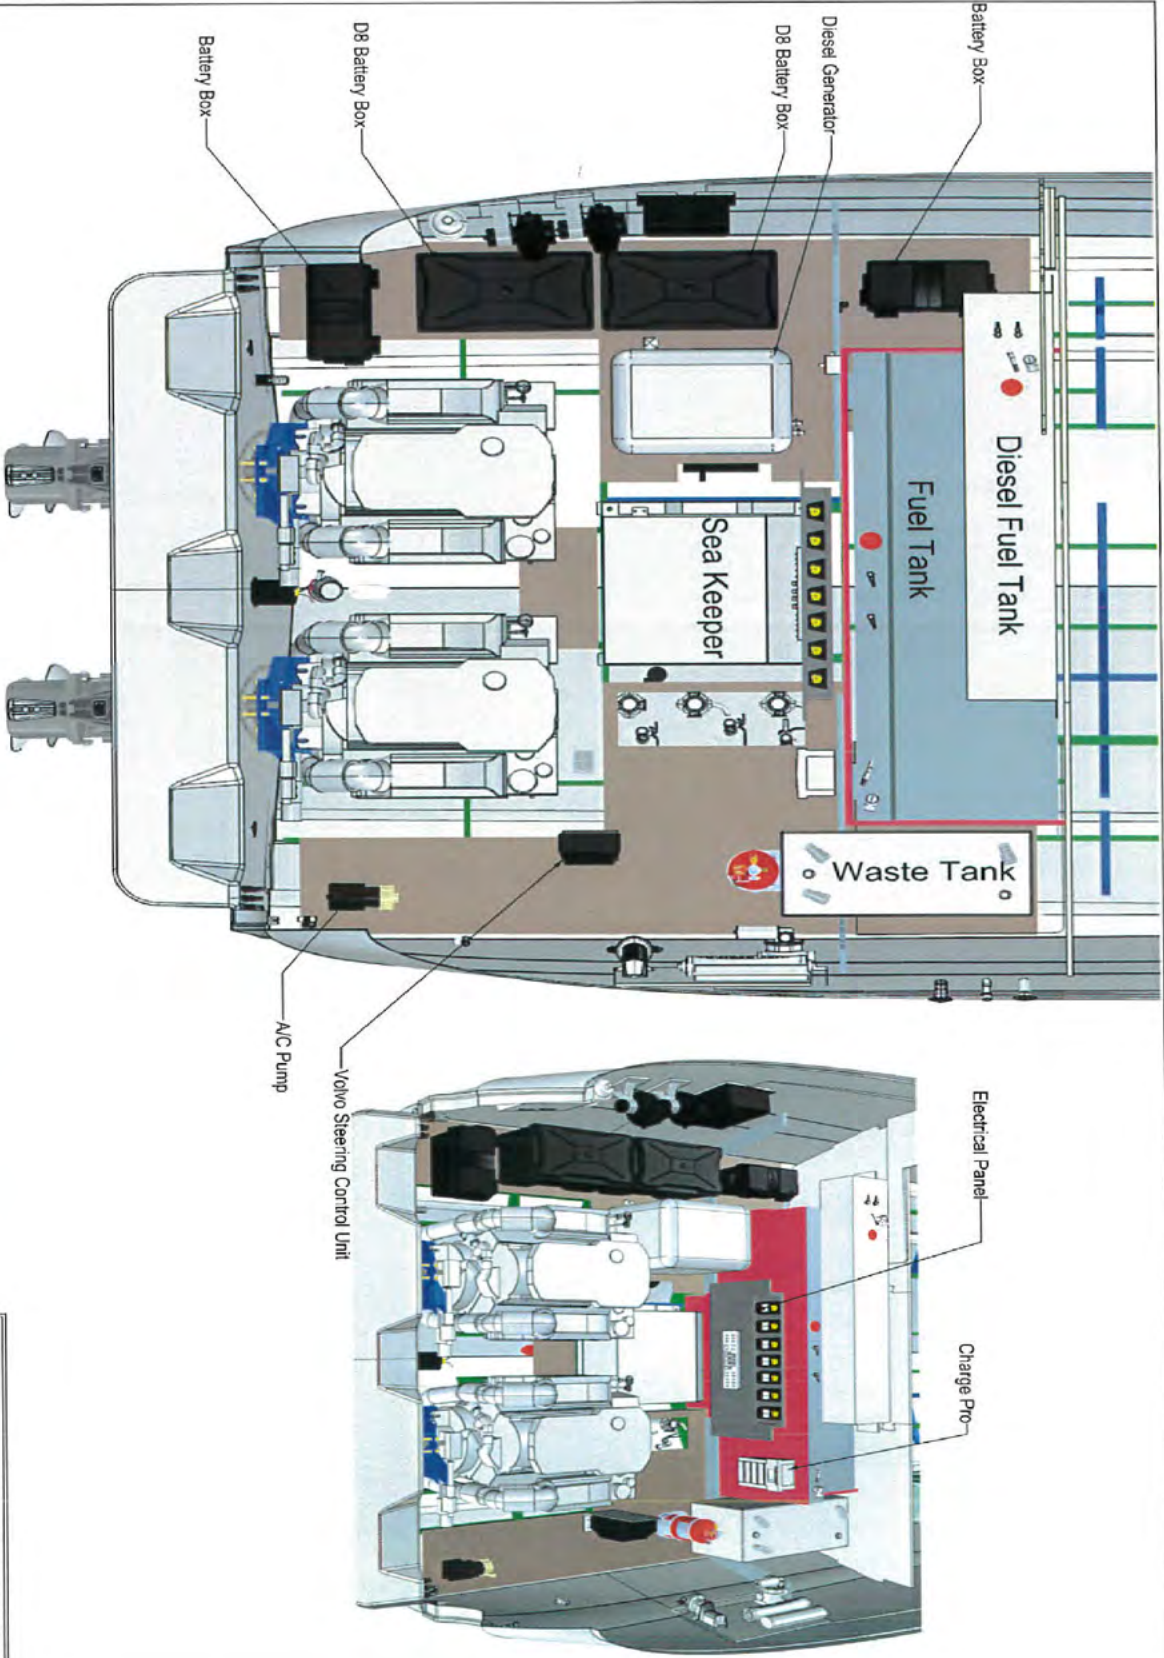 Battery Box
D8 Battery Box
Diesel Generator
D8 Battery Box
Battery Box
Diesel Fuel Tank
Fuel Tank
Sea Keeper
Waste Tank
A/C Pump
Volvo Steering Control Unit
Electrical Panel
Charge Pro